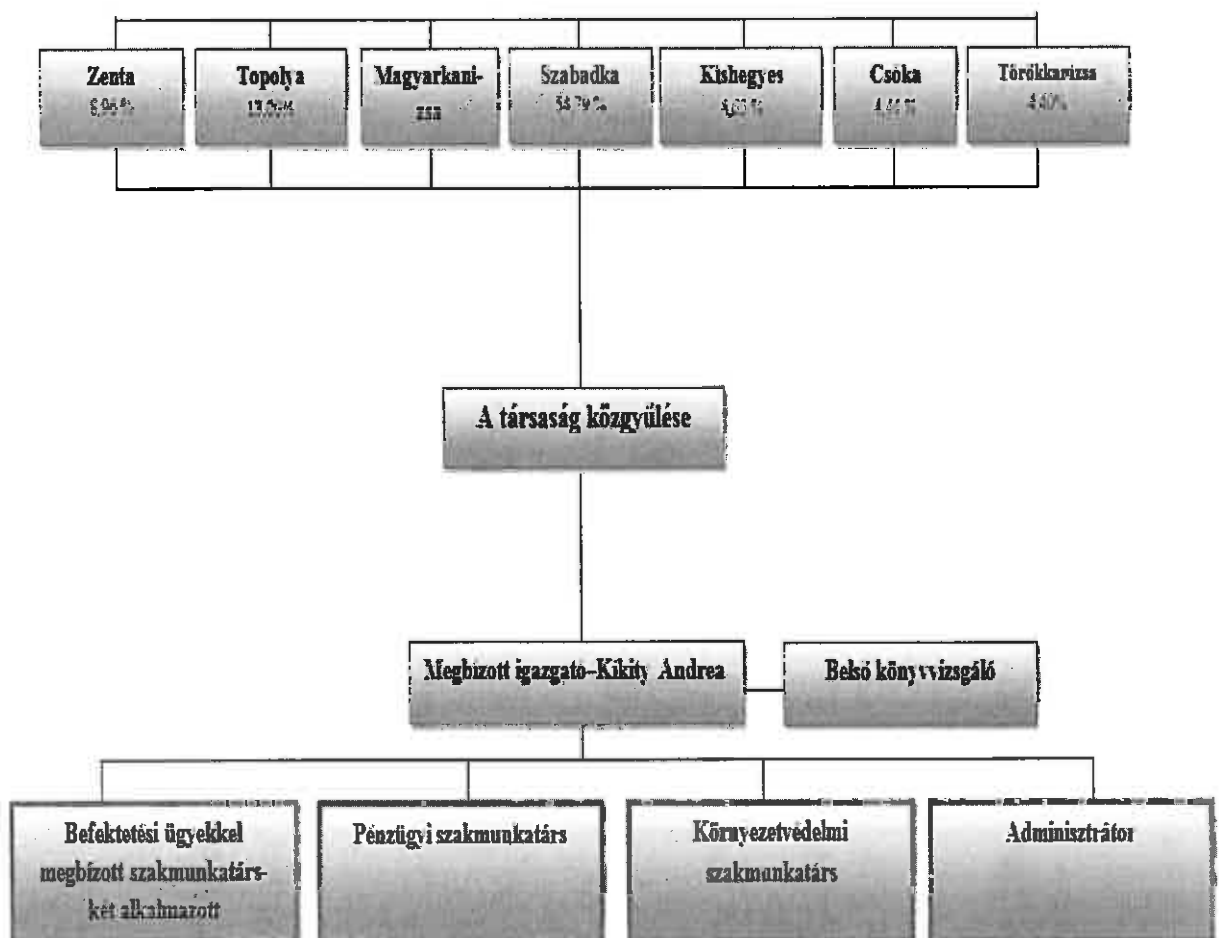 Zenta
Topolya
Magyarkani-
zsa
Szabadka
Kishegyes
Csóka
Törökkanizsa
A társaság közgyűlése
Megbízott igazgató–Kikity Andrea
Belső könyvvizsgáló
Befektetési ügyekkel
megbízott szakmunkatárs-
két alkalmazott
Pénzügyi szakmunkatárs
Környezetvédelmi
szakmunkatárs
Adminisztrátor